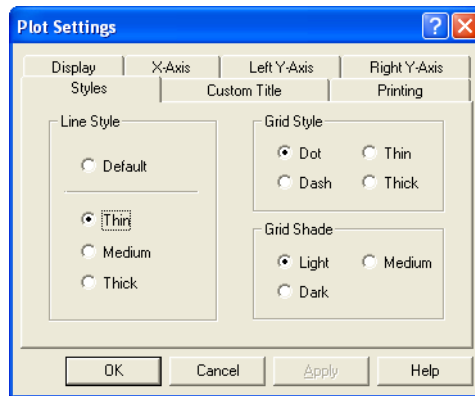 Plot Settings
Display X-Axis Left Y-Axis Right Y-Axis
Styles Custom Title Printing
Line Style
Default
Thin
Medium
Thick
Grid Style
Dot Thin
Dash Thick
Grid Shade
Light Medium
Dark
OK Cancel Apply Help